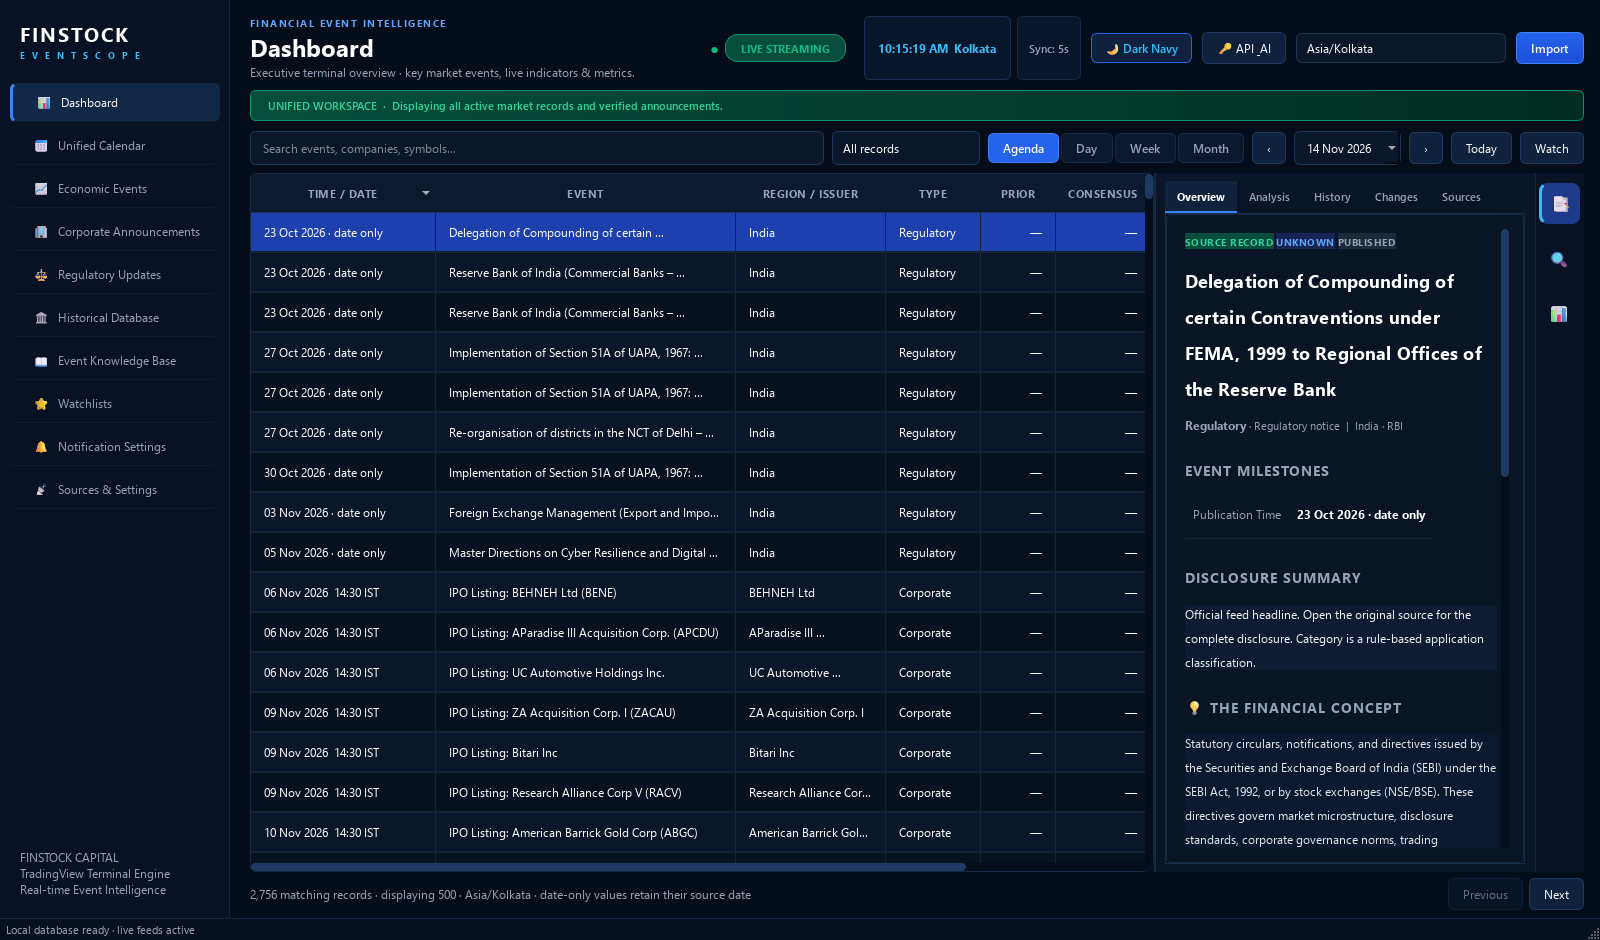 FINSTOCK
EVENTSCOPE
Dashboard
Unified Calendar
Economic Events
Corporate Announcements
Regulatory Updates
Historical Database
Event Knowledge Base
Watchlists
Notification Settings
Sources & Settings
FINSTOCK CAPITAL
TradingView Terminal Engine
Real-time Event Intelligence
FINANCIAL EVENT INTELLIGENCE
Dashboard
Executive terminal overview · key market events, live indicators & metrics.
LIVE STREAMING
10:15:19 AM Kolkata
Sync: 5s
Dark Navy
API_AI
Asia/Kolkata
Import
UNIFIED WORKSPACE · Displaying all active market records and verified announcements.
Search events, companies, symbols...
All records
Agenda
Day
Week
Month
‹
14 Nov 2026
›
Today
Watch
TIME / DATE EVENT REGION / ISSUER TYPE PRIOR CONSENSUS
23 Oct 2026 · date only Delegation of Compounding of certain ... India Regulatory — —
23 Oct 2026 · date only Reserve Bank of India (Commercial Banks – ... India Regulatory — —
23 Oct 2026 · date only Reserve Bank of India (Commercial Banks – ... India Regulatory — —
27 Oct 2026 · date only Implementation of Section 51A of UAPA, 1967: ... India Regulatory — —
27 Oct 2026 · date only Implementation of Section 51A of UAPA, 1967: ... India Regulatory — —
27 Oct 2026 · date only Re-organisation of districts in the NCT of Delhi – ... India Regulatory — —
30 Oct 2026 · date only Implementation of Section 51A of UAPA, 1967: ... India Regulatory — —
03 Nov 2026 · date only Foreign Exchange Management (Export and Impo... India Regulatory — —
05 Nov 2026 · date only Master Directions on Cyber Resilience and Digital ... India Regulatory — —
06 Nov 2026 14:30 IST IPO Listing: BEHNEH Ltd (BENE) BEHNEH Ltd Corporate — —
06 Nov 2026 14:30 IST IPO Listing: AParadise III Acquisition Corp. (APCDU) AParadise III ... Corporate — —
06 Nov 2026 14:30 IST IPO Listing: UC Automotive Holdings Inc. UC Automotive ... Corporate — —
09 Nov 2026 14:30 IST IPO Listing: ZA Acquisition Corp. I (ZACAU) ZA Acquisition Corp. I Corporate — —
09 Nov 2026 14:30 IST IPO Listing: Bitari Inc Bitari Inc Corporate — —
09 Nov 2026 14:30 IST IPO Listing: Research Alliance Corp V (RACV) Research Alliance Cor... Corporate — —
10 Nov 2026 14:30 IST IPO Listing: American Barrick Gold Corp (ABGC) American Barrick Gol... Corporate — —
2,756 matching records · displaying 500 · Asia/Kolkata · date-only values retain their source date
Previous
Next
Overview
Analysis
History
Changes
Sources
SOURCE RECORD UNKNOWN PUBLISHED
Delegation of Compounding of
certain Contraventions under
FEMA, 1999 to Regional Offices of
the Reserve Bank
Regulatory · Regulatory notice | India · RBI
EVENT MILESTONES
Publication Time 23 Oct 2026 · date only
DISCLOSURE SUMMARY
Official feed headline. Open the original source for the
complete disclosure. Category is a rule-based application
classification.
THE FINANCIAL CONCEPT
Statutory circulars, notifications, and directives issued by
the Securities and Exchange Board of India (SEBI) under the
SEBI Act, 1992, or by stock exchanges (NSE/BSE). These
directives govern market microstructure, disclosure
standards, corporate governance norms, trading
Local database ready · live feeds active